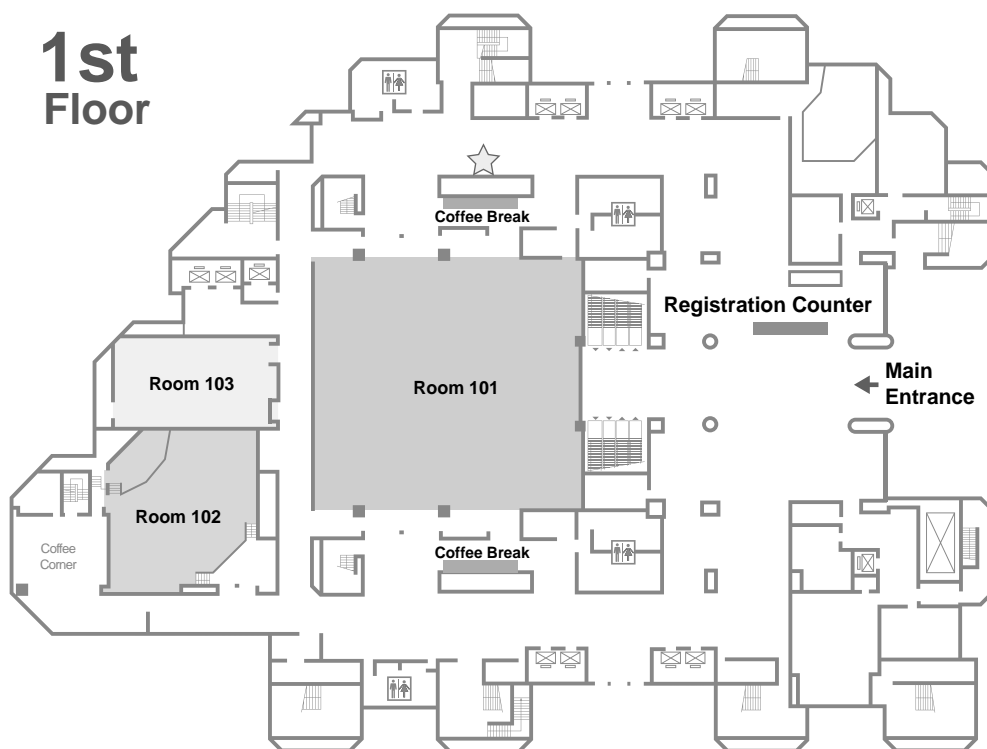 1st
Floor
Coffee Break
Registration Counter
Main
Entrance
Room 103
Room 101
Room 102
Coffee
Corner
Coffee Break